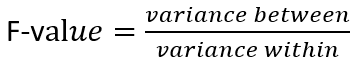 F-value = variance between / variance within